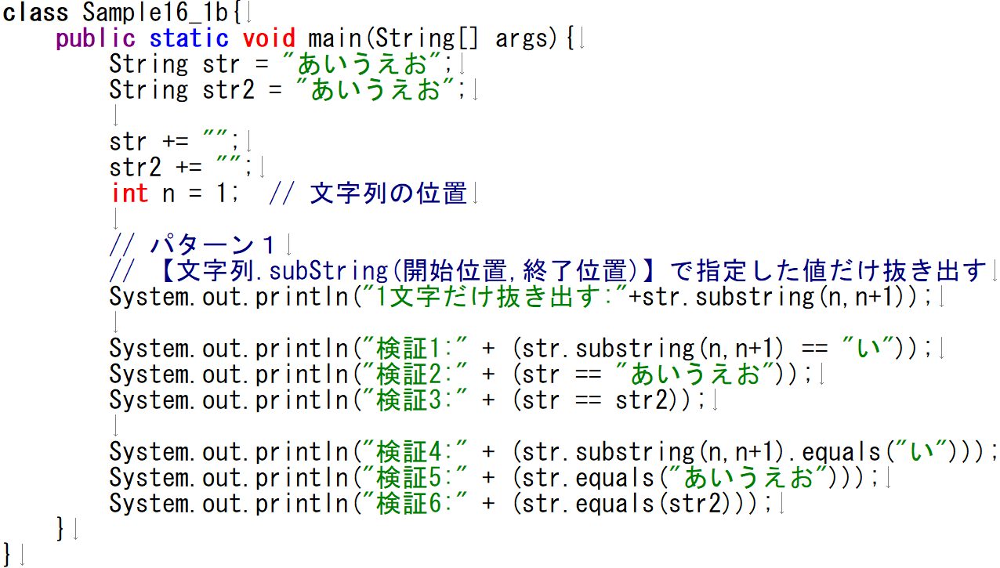 class Sample16_1b{
public static void main(String[] args){
String str = "あいうえお";
String str2 = "あいうえお";
str += "";
str2 += "";
int n = 1;  // 文字列の位置
// パターン１
// 【文字列.subString(開始位置,終了位置)】で指定した値だけ抜き出す
System.out.println("1文字だけ抜き出す:"+str.substring(n,n+1));
System.out.println("検証1:" + (str.substring(n,n+1) == "い"));
System.out.println("検証2:" + (str == "あいうえお"));
System.out.println("検証3:" + (str == str2));
System.out.println("検証4:" + (str.substring(n,n+1).equals("い")));
System.out.println("検証5:" + (str.equals("あいうえお")));
System.out.println("検証6:" + (str.equals(str2)));
}
}